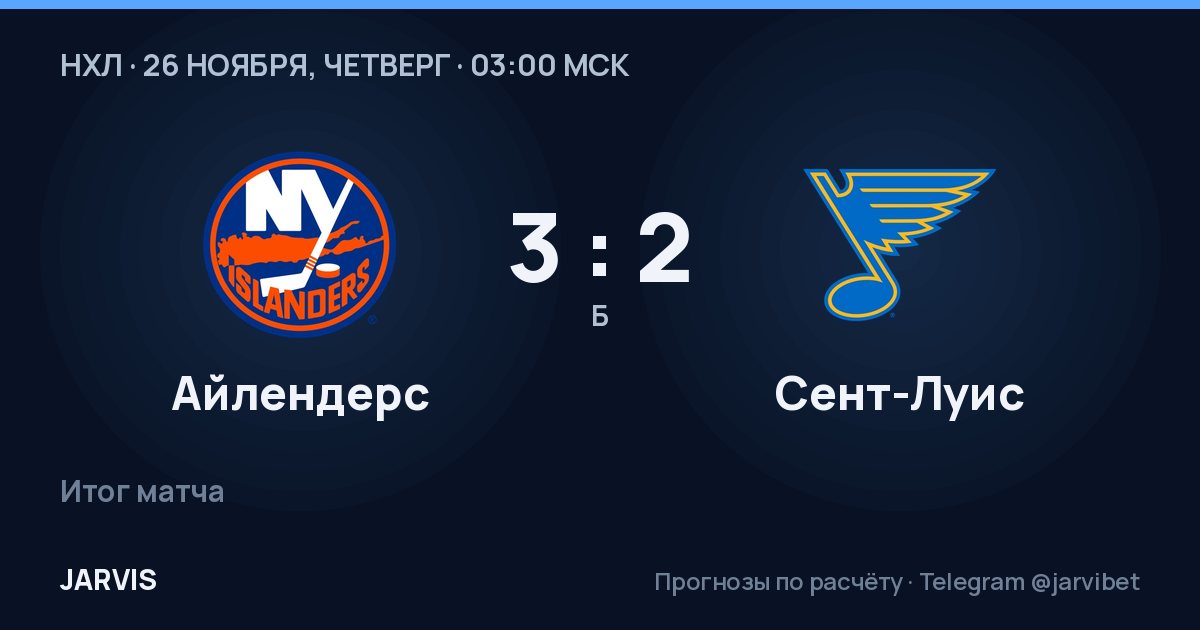 НХЛ · 26 НОЯБРЯ, ЧЕТВЕРГ · 03:00 МСК
NY
ISLANDERS
3 : 2
Б
Айлендерс
Сент-Луис
Итог матча
JARVIS
Прогнозы по расчёту · Telegram @jarvibet